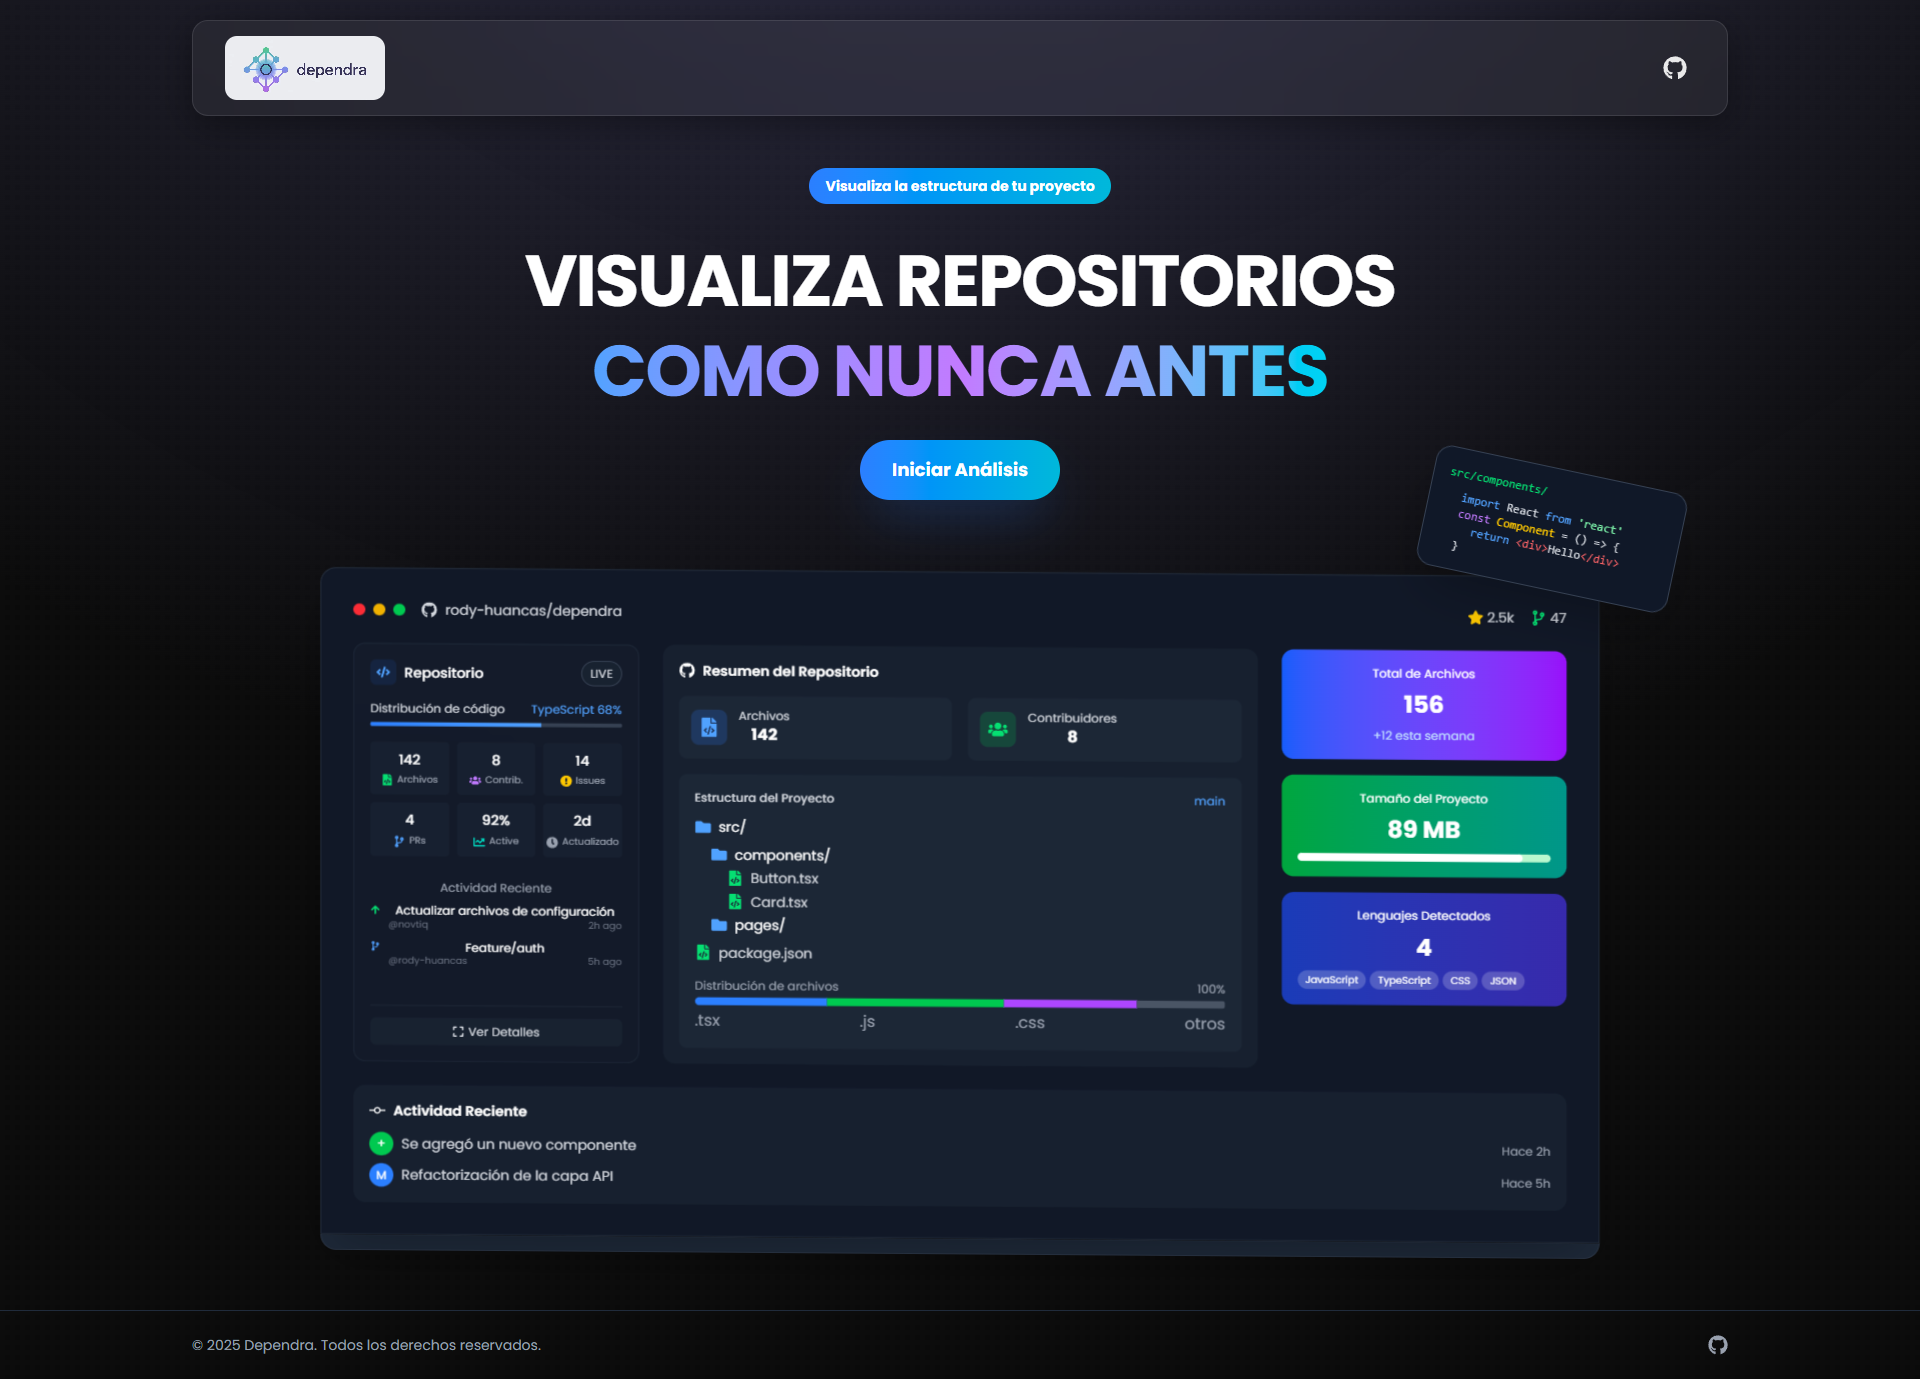 dependra
Visualiza la estructura de tu proyecto
VISUALIZA REPOSITORIOS
COMO NUNCA ANTES
Iniciar Análisis
src/components/
import React from 'react'
const Component = () => {
return <div>Hello</div>
}
rody-huancas/dependra
2.5k 47
Repositorio LIVE
Distribución de código TypeScript 68%
142 8 14
Archivos Contrib. Issues
4 92% 2d
PRs Active Actualizado
Actividad Reciente
Actualizar archivos de configuración
@novtiq 2h ago
Feature/auth
@rody-huancas 5h ago
Ver Detalles
Resumen del Repositorio
Archivos
142
Contribuidores
8
Estructura del Proyecto main
src/
components/
Button.tsx
Card.tsx
pages/
package.json
Distribución de archivos 100%
.tsx .js .css otros
Total de Archivos
156
+12 esta semana
Tamaño del Proyecto
89 MB
Lenguajes Detectados
4
JavaScript TypeScript CSS JSON
Actividad Reciente
+ Se agregó un nuevo componente Hace 2h
M Refactorización de la capa API Hace 5h
© 2025 Dependra. Todos los derechos reservados.